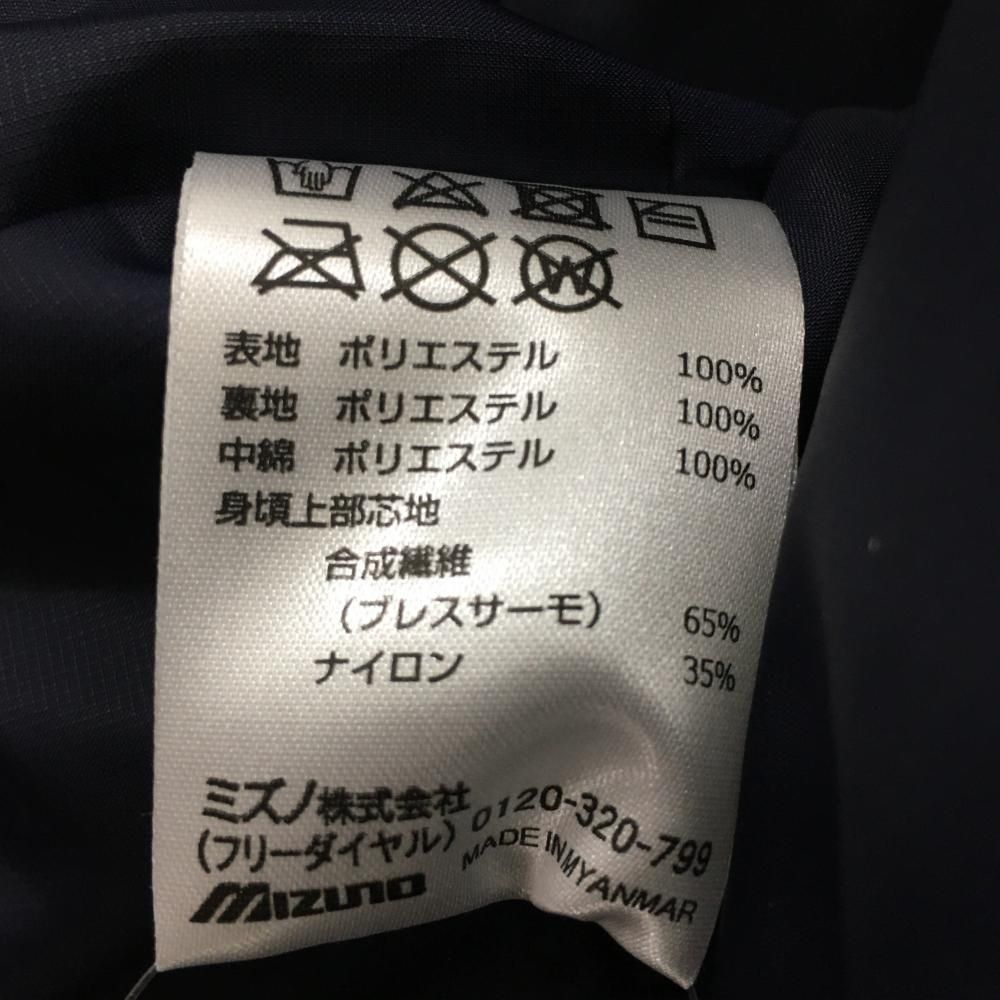 W
表地 ポリエステル 100%
裏地 ポリエステル 100%
中綿 ポリエステル 100%
身頃上部芯地
合成繊維
(ブレスサーモ) 65%
ナイロン 35%
ミズノ株式会社
(フリーダイヤル) 0120-320-799
MIZUNO MADE IN MYANMAR